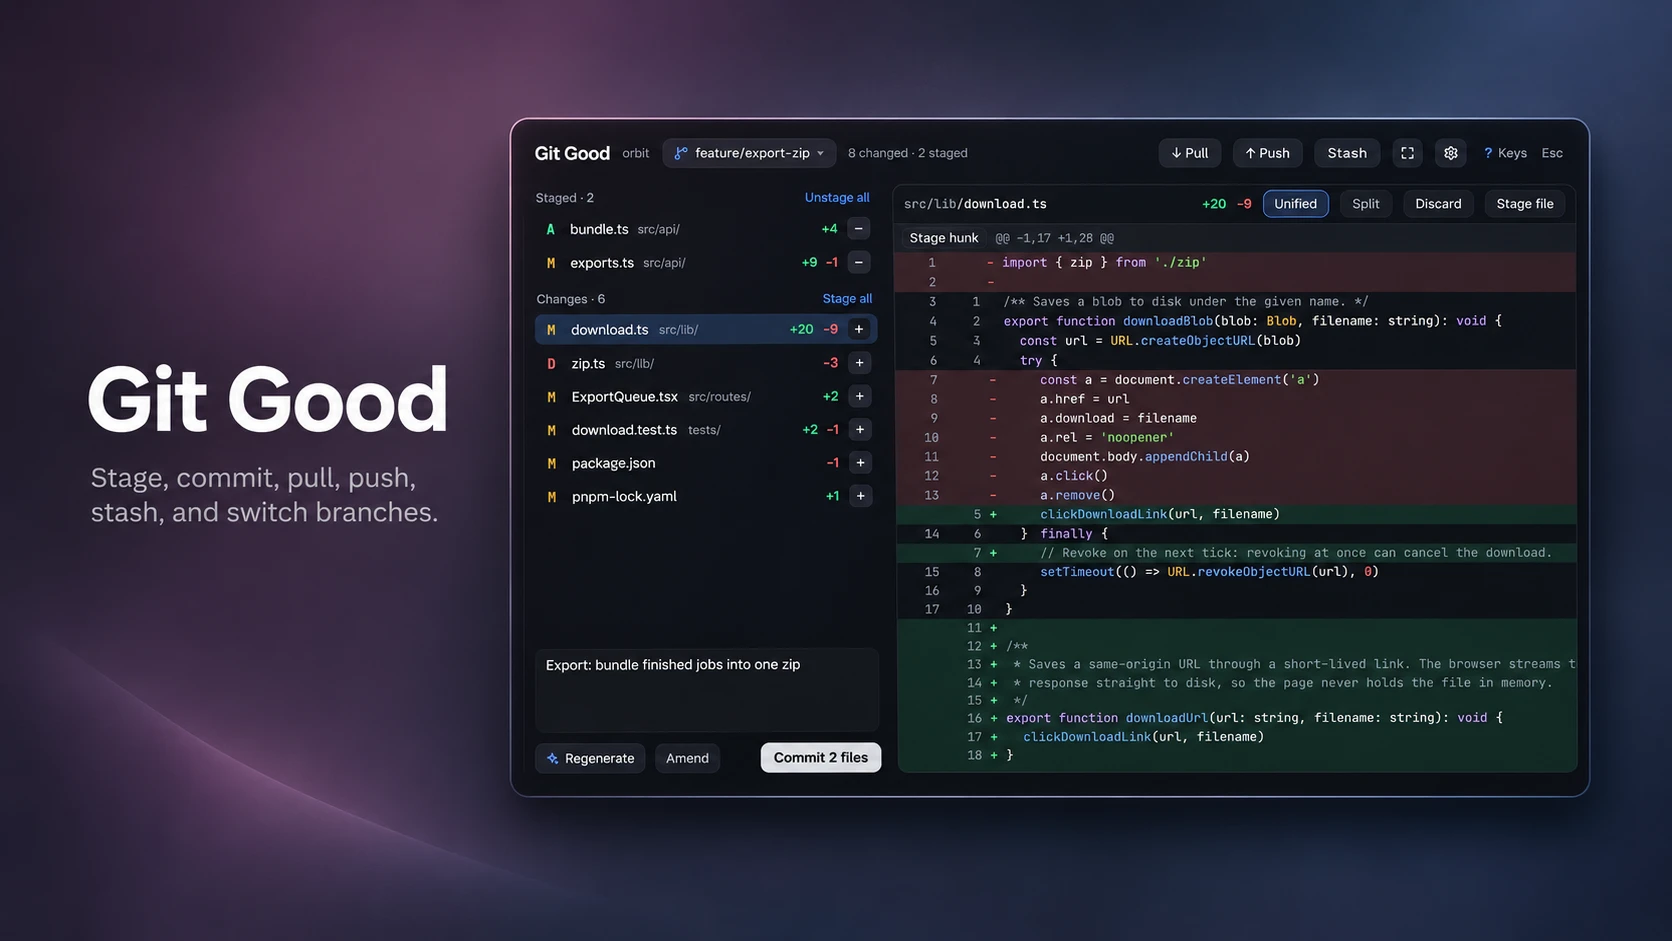 Git Good
Stage, commit, pull, push,
stash, and switch branches.
Git Good orbit feature/export-zip 8 changed · 2 staged ↓ Pull ↑ Push Stash ? Keys Esc
Staged · 2 Unstage all
A bundle.ts src/api/ +4 −
M exports.ts src/api/ +9 −1 −
Changes · 6 Stage all
M download.ts src/lib/ +20 −9 +
D zip.ts src/lib/ −3 +
M ExportQueue.tsx src/routes/ +2 +
M download.test.ts tests/ +2 −1 +
M package.json −1 +
M pnpm-lock.yaml +1 +
Export: bundle finished jobs into one zip
Regenerate Amend Commit 2 files
src/lib/download.ts +20 −9 Unified Split Discard Stage file
Stage hunk @@ −1,17 +1,28 @@
1 - import { zip } from './zip'
2 -
3 1 /** Saves a blob to disk under the given name. */
4 2 export function downloadBlob(blob: Blob, filename: string): void {
5 3 const url = URL.createObjectURL(blob)
6 4 try {
7 - const a = document.createElement('a')
8 - a.href = url
9 - a.download = filename
10 - a.rel = 'noopener'
11 - document.body.appendChild(a)
12 - a.click()
13 - a.remove()
5 + clickDownloadLink(url, filename)
14 6 } finally {
7 + // Revoke on the next tick: revoking at once can cancel the download.
15 8 setTimeout(() => URL.revokeObjectURL(url), 0)
16 9 }
17 10 }
11 +
12 + /**
13 + * Saves a same-origin URL through a short-lived link. The browser streams t
14 + * response straight to disk, so the page never holds the file in memory.
15 + */
16 + export function downloadUrl(url: string, filename: string): void {
17 + clickDownloadLink(url, filename)
18 + }